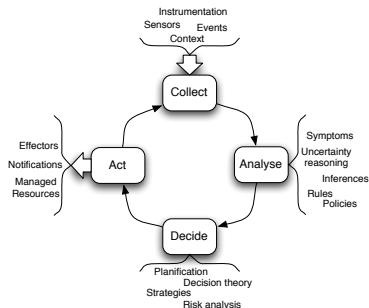 Instrumentation
Sensors
Events
Context
Collect
Effectors
Notifications
Managed
Resources
Act
Analyse
Symptoms
Uncertainty
reasoning
Inferences
Rules
Policies
Decide
Planification
Decision theory
Strategies
Risk analysis